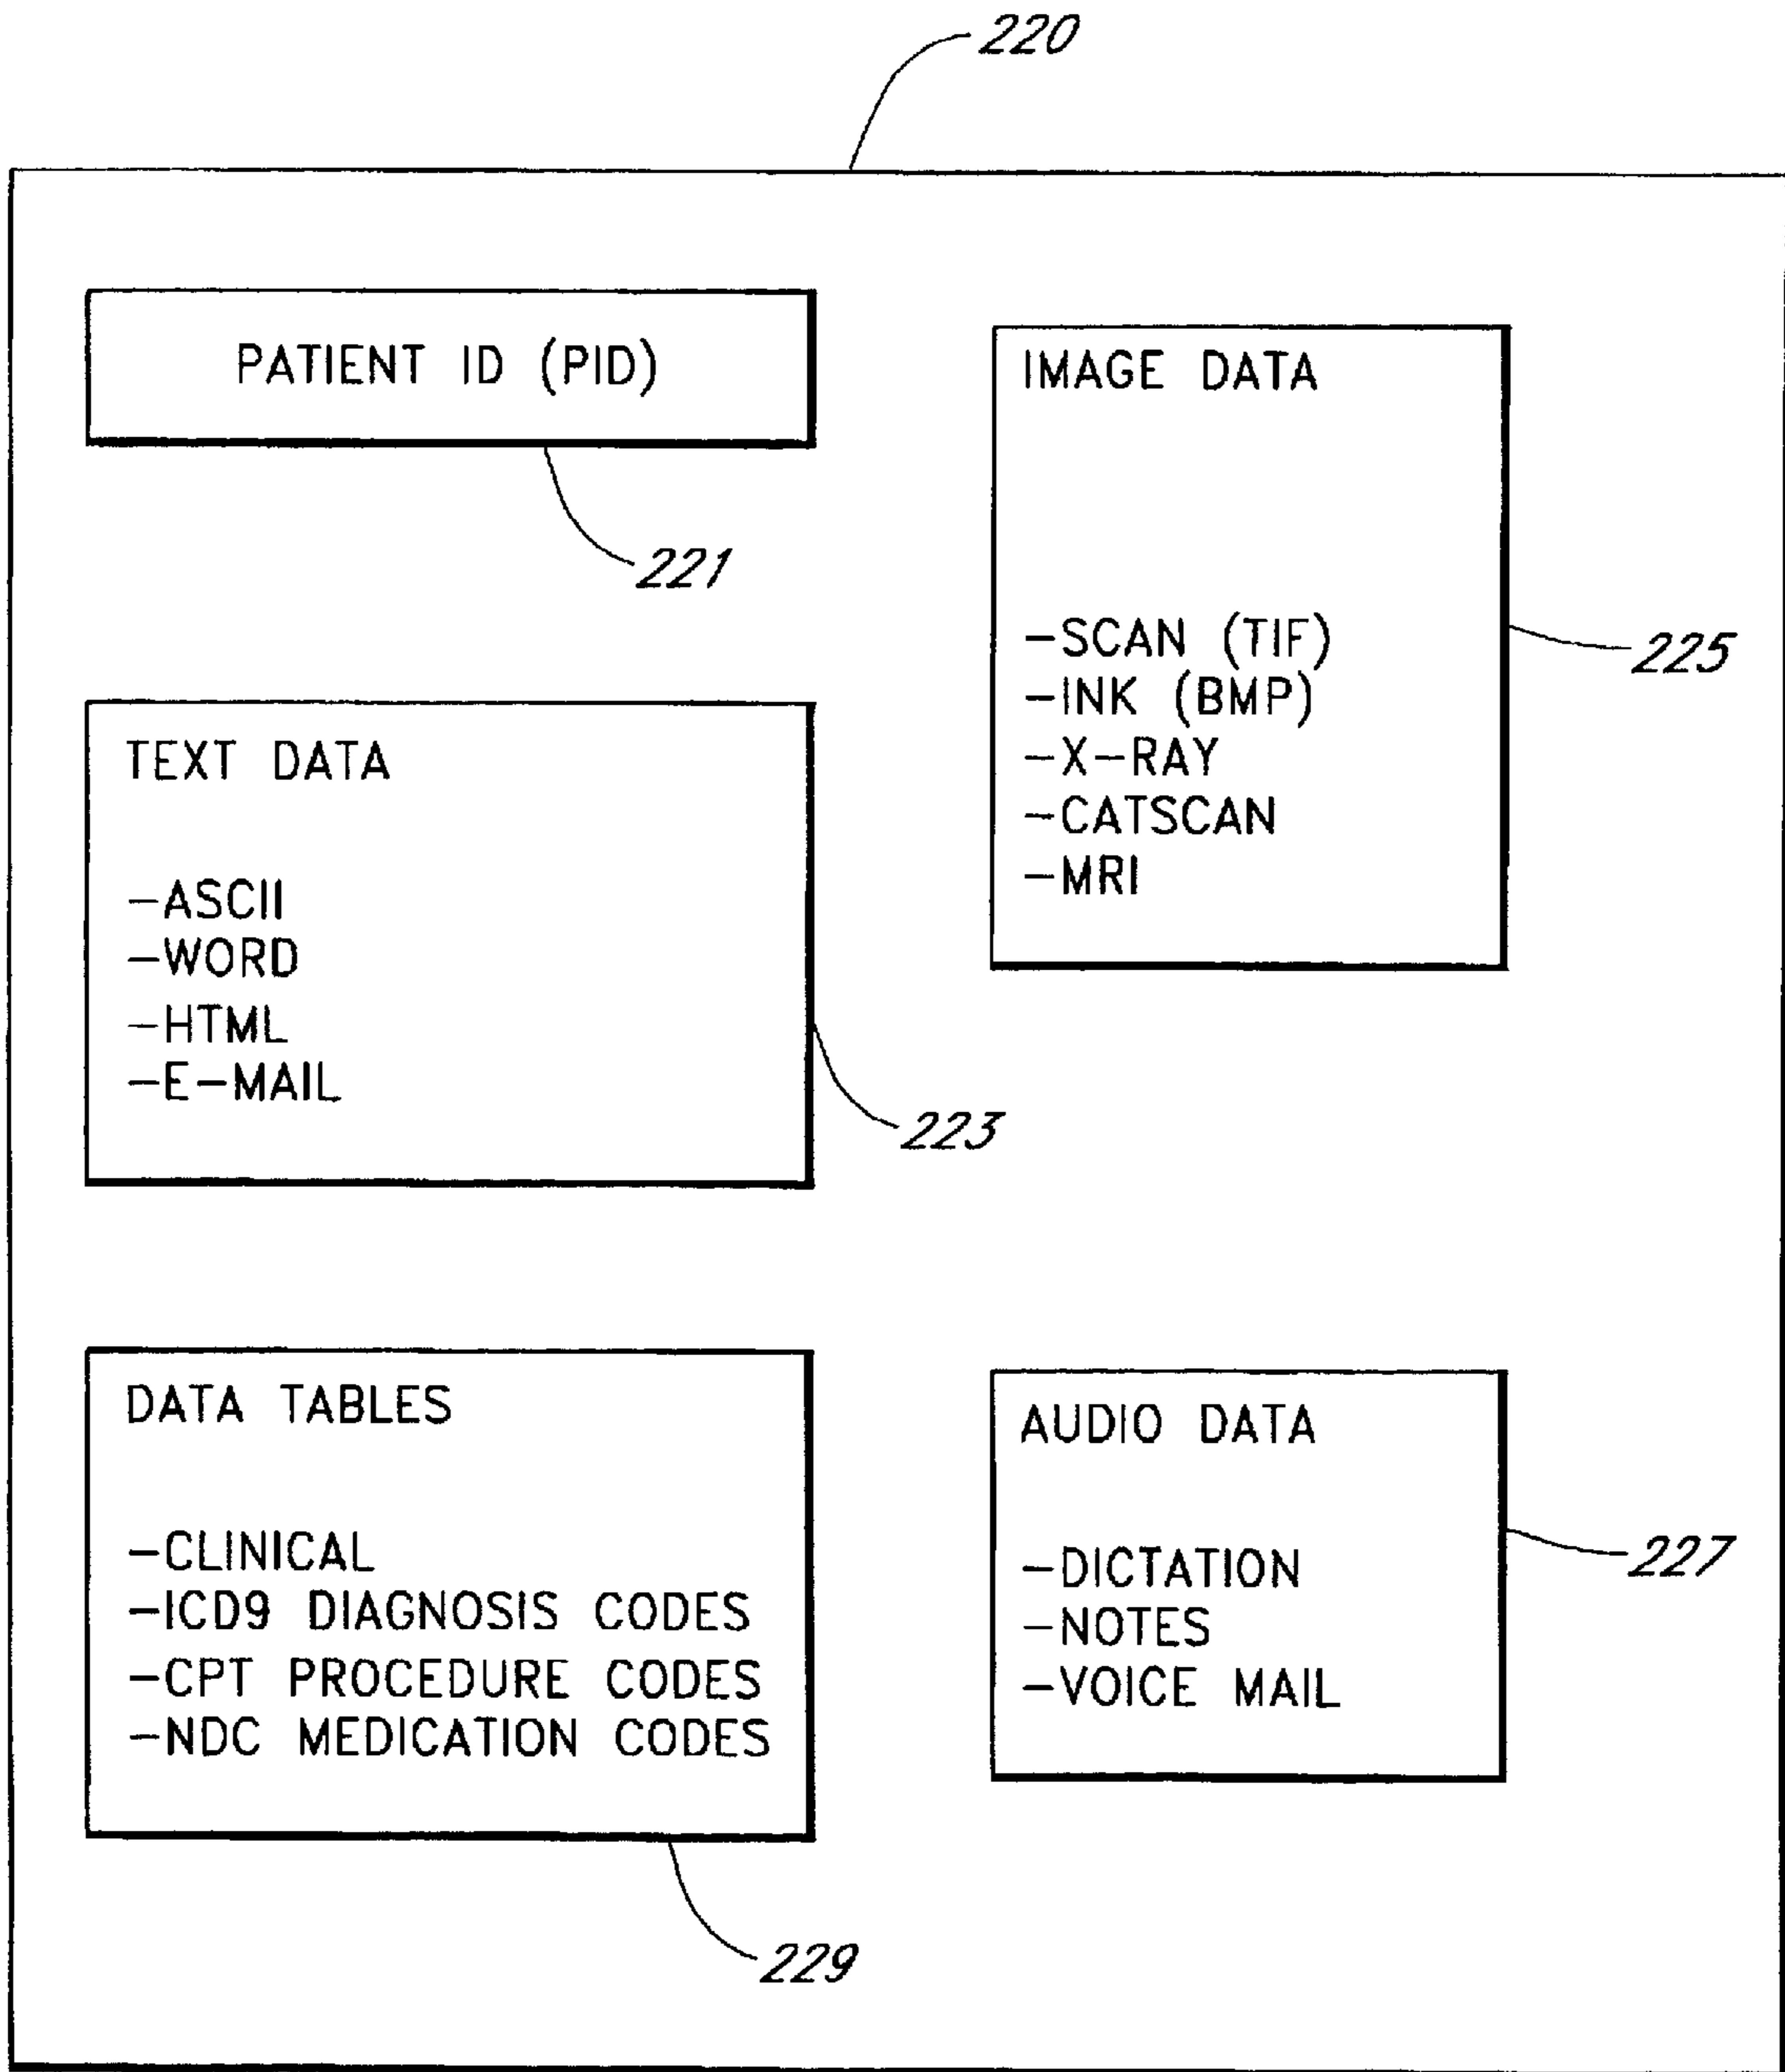 220
PATIENT ID (PID)
221
IMAGE DATA
-SCAN (TIF)
-INK (BMP)
-X-RAY
-CATSCAN
-MRI
225
TEXT DATA
-ASCII
-WORD
-HTML
-E-MAIL
223
DATA TABLES
-CLINICAL
-ICD9 DIAGNOSIS CODES
-CPT PROCEDURE CODES
-NDC MEDICATION CODES
229
AUDIO DATA
-DICTATION
-NOTES
-VOICE MAIL
227